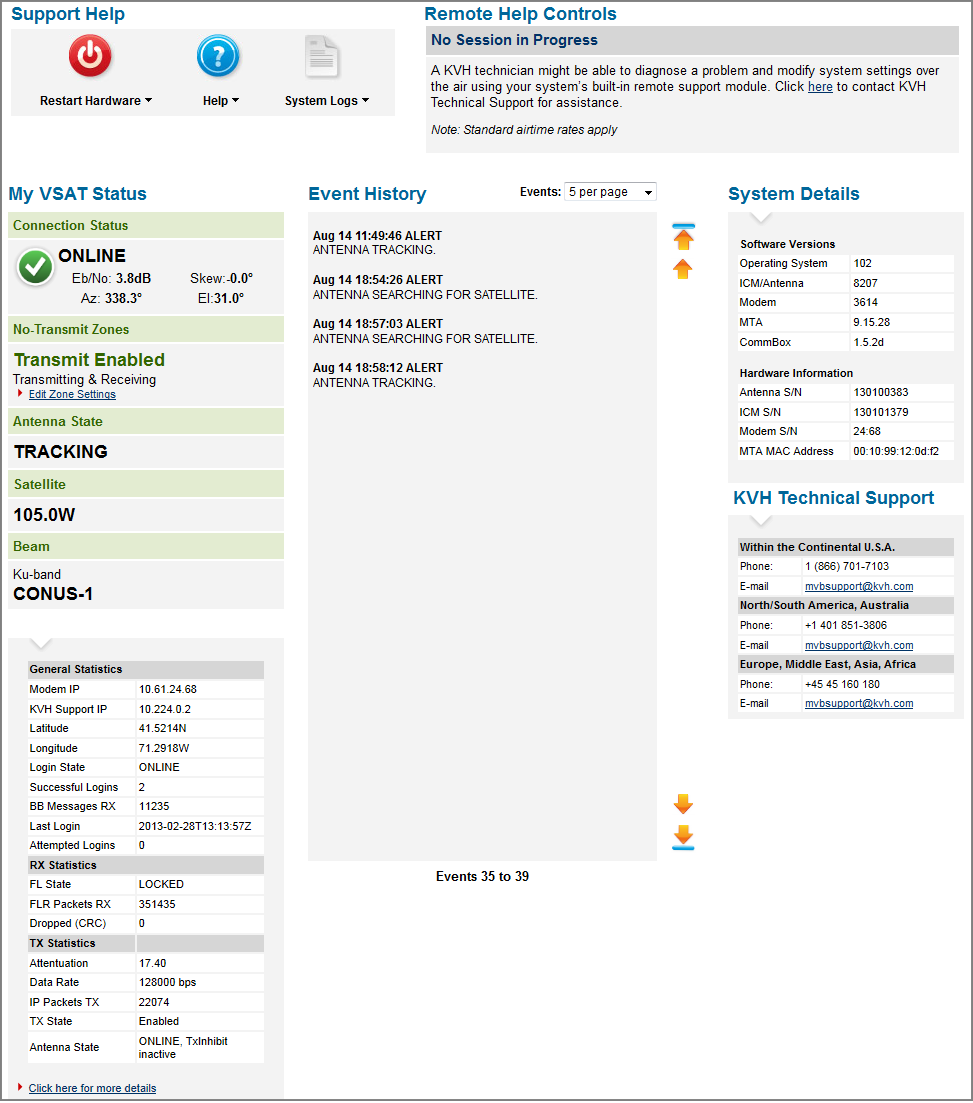 Support Help
Restart Hardware
Help
System Logs
Remote Help Controls
No Session in Progress
A KVH technician might be able to diagnose a problem and modify system settings over
the air using your system's built-in remote support module. Click here to contact KVH
Technical Support for assistance.
Note: Standard airtime rates apply
My VSAT Status
Connection Status
ONLINE
Eb/No: 3.8dB Skew:-0.0°
Az: 338.3° El:31.0°
No-Transmit Zones
Transmit Enabled
Transmitting & Receiving
Edit Zone Settings
Antenna State
TRACKING
Satellite
105.0W
Beam
Ku-band
CONUS-1
General Statistics
Modem IP 10.61.24.68
KVH Support IP 10.224.0.2
Latitude 41.5214N
Longitude 71.2918W
Login State ONLINE
Successful Logins 2
BB Messages RX 11235
Last Login 2013-02-28T13:13:57Z
Attempted Logins 0
RX Statistics
FL State LOCKED
FLR Packets RX 351435
Dropped (CRC) 0
TX Statistics
Attentuation 17.40
Data Rate 128000 bps
IP Packets TX 22074
TX State Enabled
Antenna State ONLINE, TxInhibit
inactive
Click here for more details
Event History
Events: 5 per page
Aug 14 11:49:46 ALERT
ANTENNA TRACKING.
Aug 14 18:54:26 ALERT
ANTENNA SEARCHING FOR SATELLITE.
Aug 14 18:57:03 ALERT
ANTENNA SEARCHING FOR SATELLITE.
Aug 14 18:58:12 ALERT
ANTENNA TRACKING.
Events 35 to 39
System Details
Software Versions
Operating System 102
ICM/Antenna 8207
Modem 3614
MTA 9.15.28
CommBox 1.5.2d
Hardware Information
Antenna S/N 130100383
ICM S/N 130101379
Modem S/N 24:68
MTA MAC Address 00:10:99:12:0d:f2
KVH Technical Support
Within the Continental U.S.A.
Phone: 1 (866) 701-7103
E-mail mvbsupport@kvh.com
North/South America, Australia
Phone: +1 401 851-3806
E-mail mvbsupport@kvh.com
Europe, Middle East, Asia, Africa
Phone: +45 45 160 180
E-mail mvbsupport@kvh.com